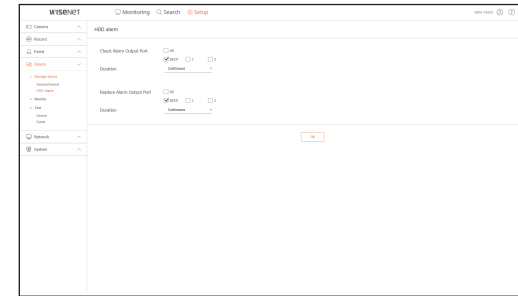 WISENET
Monitoring Search Setup
Camera
HDD alarm
Record
Event
Device
Storage device
Device/Format
HDD alarm
Monitor
Text
Device
Event
Network
System
Check Alarm Output Port All
BEEP 1 2
Duration Continuous
Replace Alarm Output Port All
BEEP 1 2
Duration Continuous
OK